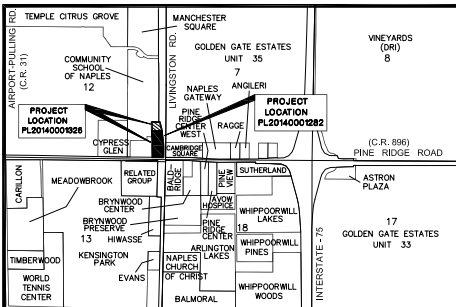 AIRPORT-PULLING RD.
(C.R. 31)
TEMPLE CITRUS GROVE
MANCHESTER
SQUARE
LIVINGSTON RD.
GOLDEN GATE ESTATES
UNIT 35
7
VINEYARDS
(DRI)
8
COMMUNITY
SCHOOL
OF NAPLES
12
NAPLES
GATEWAY
ANGILERI
PROJECT
LOCATION
PL20140001326
PROJECT
LOCATION
PL20140001282
PINE
RIDGE
CENTER
WEST
RAGGE
CYPRESS
GLEN
CAMBRIDGE
SQUARE
(C.R. 896)
PINE RIDGE ROAD
CARILLON
MEADOWBROOK
RELATED
GROUP
BALD-
RIDGE
PINE
VIEW
SUTHERLAND
ASTRON
PLAZA
BRYNWOOD
CENTER
AVOW
HOSPICE
WHIPPOORWILL
LAKES
17
GOLDEN GATE ESTATES
UNIT 33
BRYNWOOD
PRESERVE
13
HIWASSE
PINE
RIDGE
CENTER
18
INTERSTATE -75
TIMBERWOOD
KENSINGTON
PARK
ARLINGTON
LAKES
WHIPPOORWILL
PINES
WORLD
TENNIS
CENTER
EVANS
NAPLES
CHURCH
OF CHRIST
BALMORAL
WHIPPOORWILL
WOODS